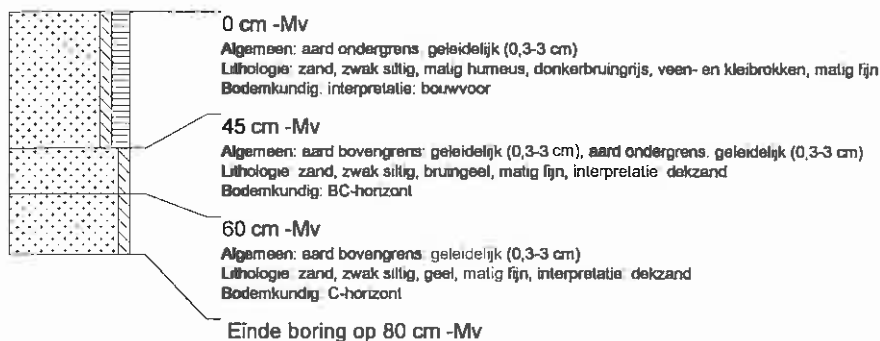 0 cm -Mv
Algemeen: aard ondergrens: geleidelijk (0,3-3 cm)
Lithologie: zand, zwak siltig, matig humeus, donkerbruingrijs, veen- en kleibrokken, matig fijn
Bodemkundig: interpretatie: bouwvoor
45 cm -Mv
Algemeen: aard bovengrens: geleidelijk (0,3-3 cm), aard ondergrens: geleidelijk (0,3-3 cm)
Lithologie: zand, zwak siltig, bruingeel, matig fijn, interpretatie: dekzand
Bodemkundig: BC-horizont
60 cm -Mv
Algemeen: aard bovengrens: geleidelijk (0,3-3 cm)
Lithologie: zand, zwak siltig, geel, matig fijn, interpretatie: dekzand
Bodemkundig: C-horizont
Einde boring op 80 cm -Mv